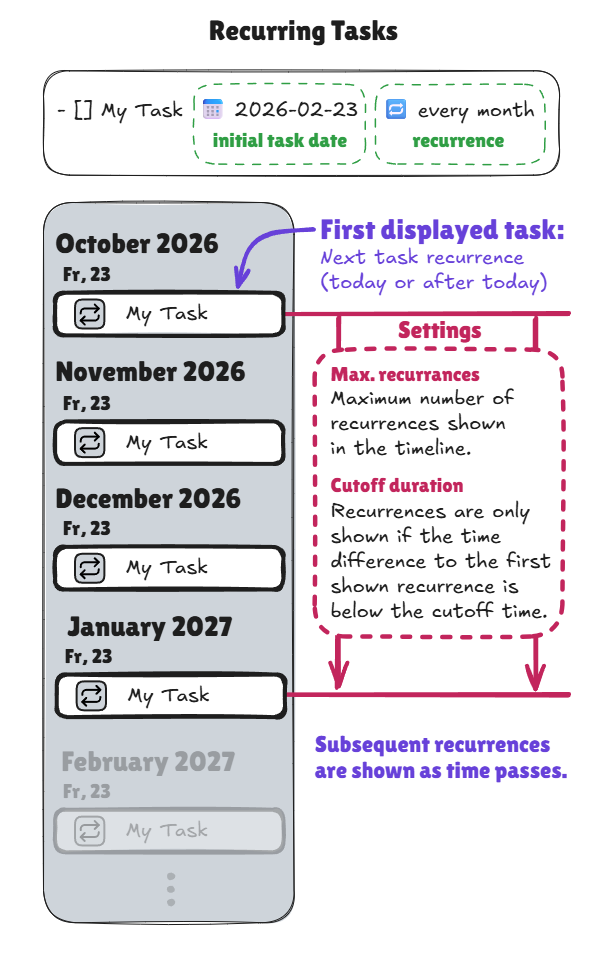 Recurring Tasks
- [] My Task 📅 2026-02-23 🔁 every month
initial task date recurrence
October 2026
Fr, 23
My Task
First displayed task:
Next task recurrence
(today or after today)
November 2026
Fr, 23
My Task
December 2026
Fr, 23
My Task
January 2027
Fr, 23
My Task
February 2027
Fr, 23
My Task
Settings
Max. recurrances
Maximum number of
recurrences shown
in the timeline.
Cutoff duration
Recurrences are only
shown if the time
difference to the first
shown recurrence is
below the cutoff time.
Subsequent recurrences
are shown as time passes.